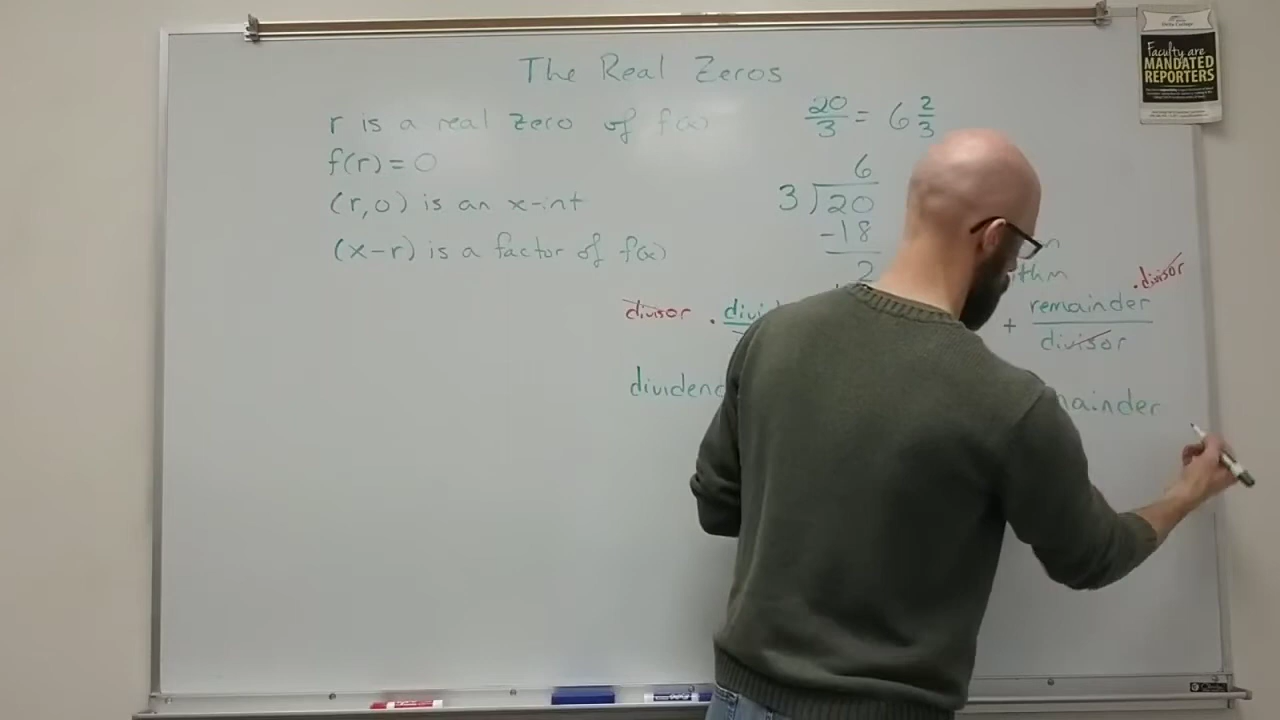 The Real Zeros
r is a real zero of f(x)
f(r) = 0
(r,0) is an x-int
(x-r) is a factor of f(x)
20/3 = 6 2/3
6
3 20
-18
2
divisor ·
+ remainder/divisor · divisor
Faculty are
MANDATED
REPORTERS